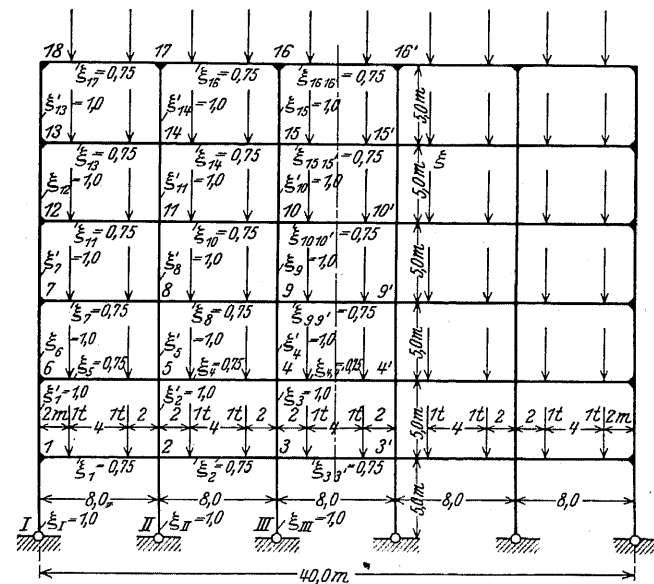 18 17 16 16'
'ξ17=0,75 'ξ16=0,75 'ξ16 16'=0,75
ξ'13=1,0 ξ'14=1,0 ξ15=1,0 5,0m
13 14 15 15'
'ξ13=0,75 'ξ14=0,75 'ξ15 15'=0,75 ξ
ξ12=1,0 ξ'11=1,0 ξ'10=1,0 5,0m
12 11 10 10'
'ξ11=0,75 'ξ10=0,75 'ξ10 10'=0,75
ξ'7=1,0 ξ'8=1,0 ξ9=1,0 5,0m
7 8 9 9'
'ξ7=0,75 'ξ8=0,75 'ξ9 9'=0,75
ξ6=1,0 ξ'5=1,0 ξ'4=1,0 5,0m
6 ξ5=0,75 5 ξ4=0,75 4 4'
ξ'1=1,0 ξ'2=1,0 ξ3=1,0
2m 1t 1t 2 2 1t 1t 2 2 1t 1t 2 1t 2 1t 1t 2m
4 4 4 4 4 5,0m
1 2 3 3'
'ξ1=0,75 'ξ'2=0,75 'ξ3 3'=0,75
8,0 8,0 8,0 8,0 8,0 5,0m
I ξI=1,0 II ξII=1,0 III ξIII=1,0
40,0m